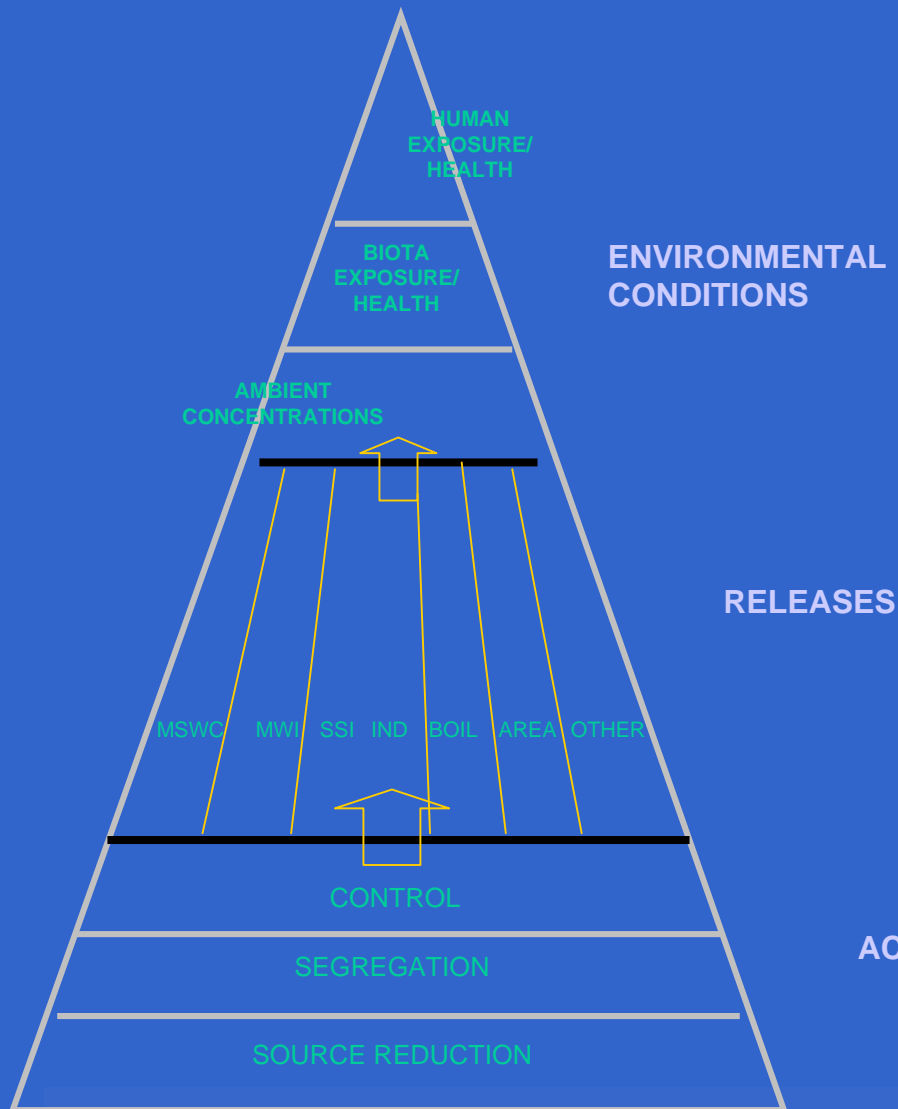 HUMAN
EXPOSURE/
HEALTH
BIOTA
EXPOSURE/
HEALTH
ENVIRONMENTAL
CONDITIONS
AMBIENT
CONCENTRATIONS
RELEASES
MSWC MWI SSI IND BOIL AREA OTHER
CONTROL
SEGREGATION
AC
SOURCE REDUCTION